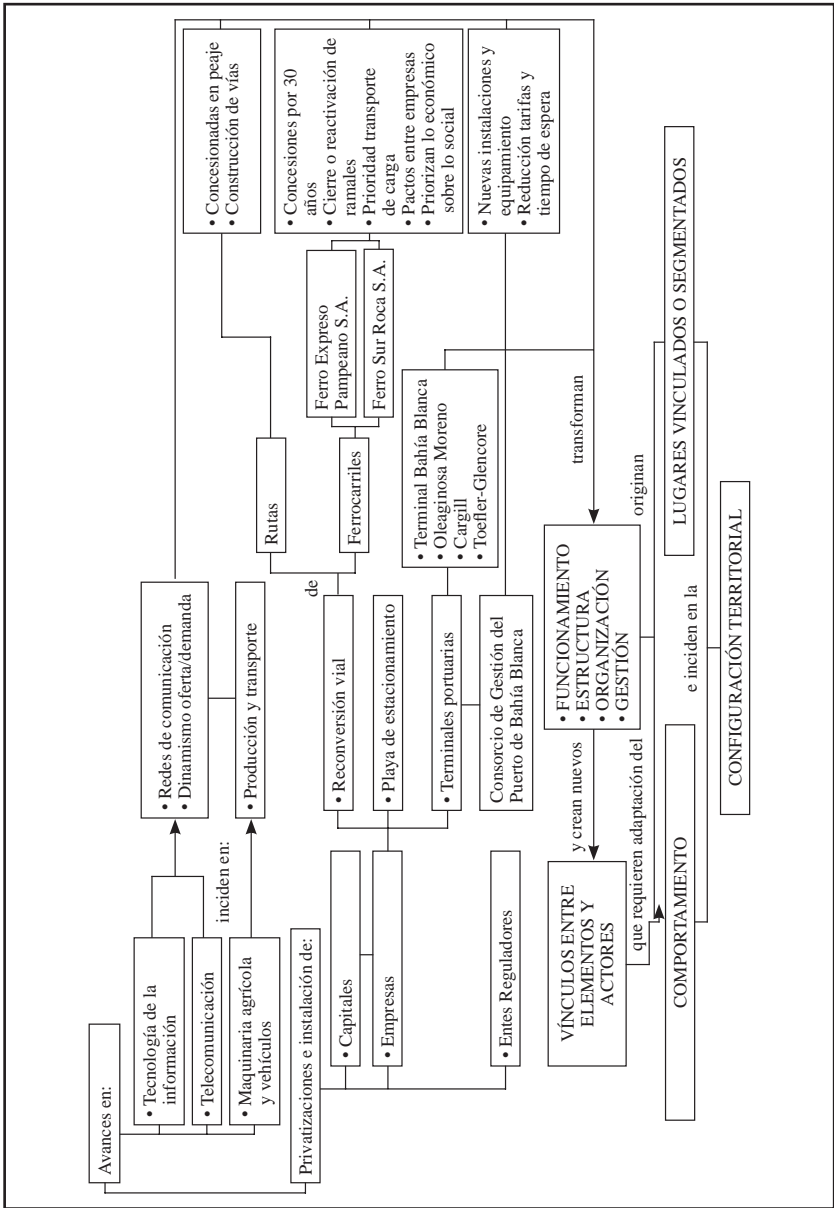 Avances en:
• Tecnología de la
información
• Telecomunicación
• Maquinaria agrícola
y vehículos
inciden en:
• Redes de comunicación
• Dinamismo oferta/demanda
• Producción y transporte
Privatizaciones e instalación de:
• Capitales
• Empresas
• Entes Reguladores
• Reconversión vial
• Playa de estacionamiento
• Terminales portuarias
Consorcio de Gestión del
Puerto de Bahía Blanca
de
Rutas
Ferrocarriles
Ferro Expreso
Pampeano S.A.
Ferro Sur Roca S.A.
• Terminal Bahía Blanca
• Oleaginosa Moreno
• Cargill
• Toefler-Glencore
• Concesionadas en peaje
• Construcción de vías
• Concesiones por 30
años
• Cierre o reactivación de
ramales
• Prioridad transporte
de carga
• Pactos entre empresas
• Priorizan lo económico
sobre lo social
• Nuevas instalaciones y
equipamiento
• Reducción tarifas y
tiempo de espera
transforman
• FUNCIONAMIENTO
• ESTRUCTURA
• ORGANIZACIÓN
• GESTIÓN
y crean nuevos
VÍNCULOS ENTRE
ELEMENTOS Y
ACTORES
que requieren adaptación del
originan
COMPORTAMIENTO
LUGARES VINCULADOS O SEGMENTADOS
e inciden en la
CONFIGURACIÓN TERRITORIAL